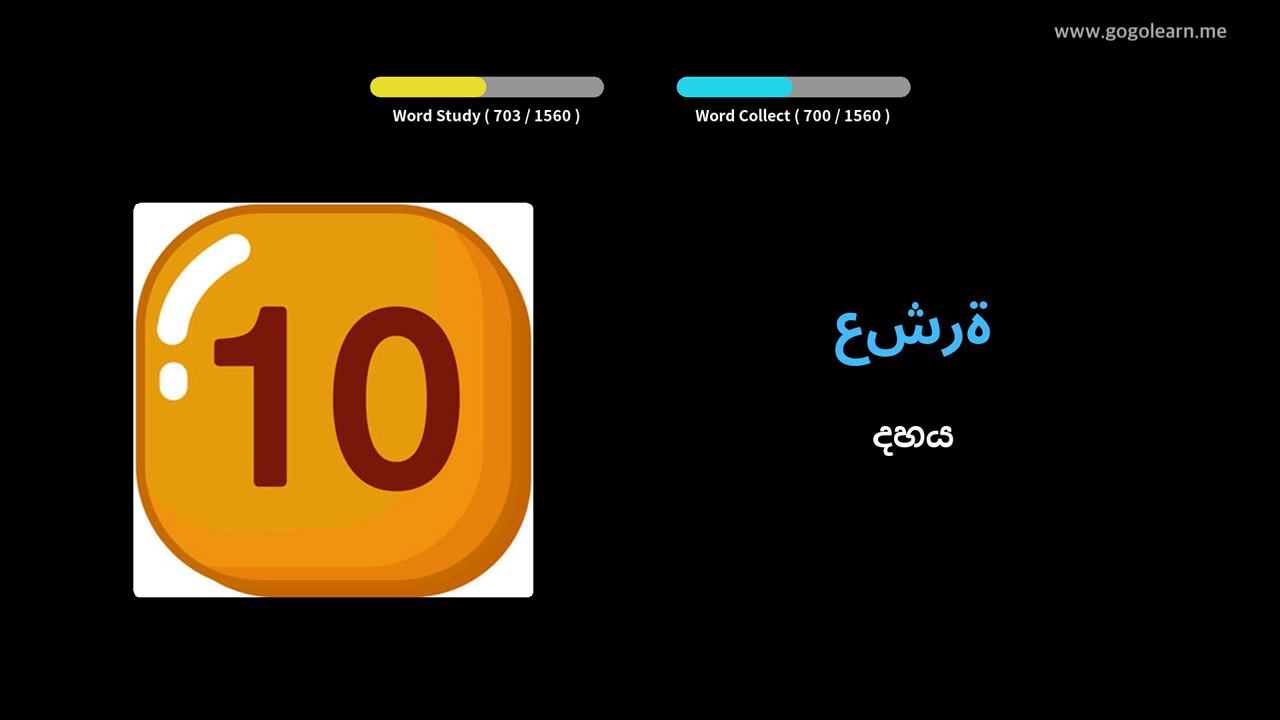 www.gogolearn.me
Word Study ( 703 / 1560 )
Word Collect ( 700 / 1560 )
10
عشرة
දහය